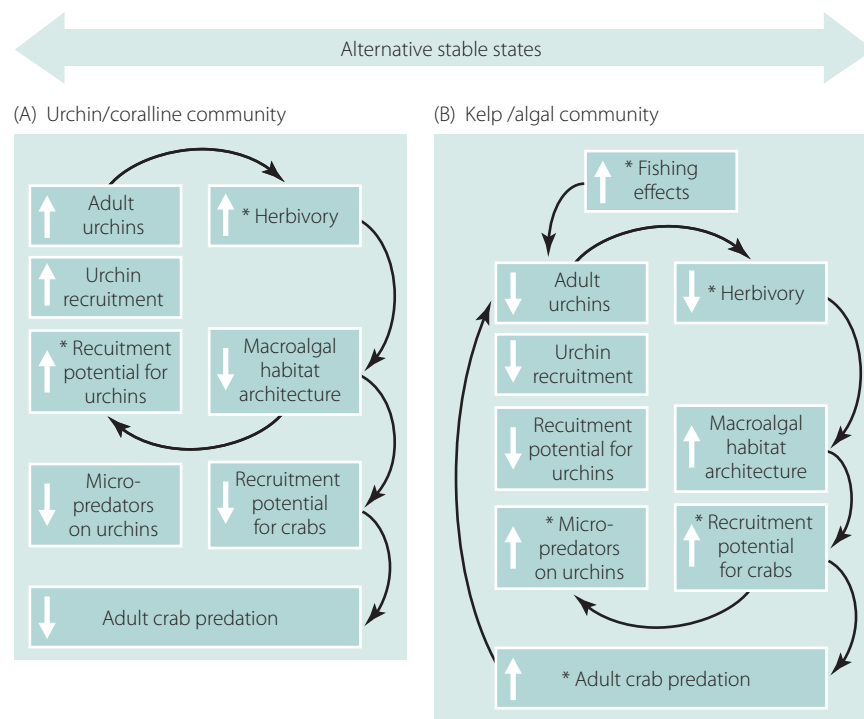 Alternative stable states
(A) Urchin/coralline community
Adult
urchins
* Herbivory
Urchin
recruitment
* Recuitment
potential for
urchins
Macroalgal
habitat
architecture
Micro-
predators
on urchins
Recruitment
potential
for crabs
Adult crab predation
(B) Kelp /algal community
* Fishing
effects
Adult
urchins
* Herbivory
Urchin
recruitment
Recuitment
potential for
urchins
Macroalgal
habitat
architecture
* Micro-
predators
on urchins
* Recruitment
potential
for crabs
* Adult crab predation